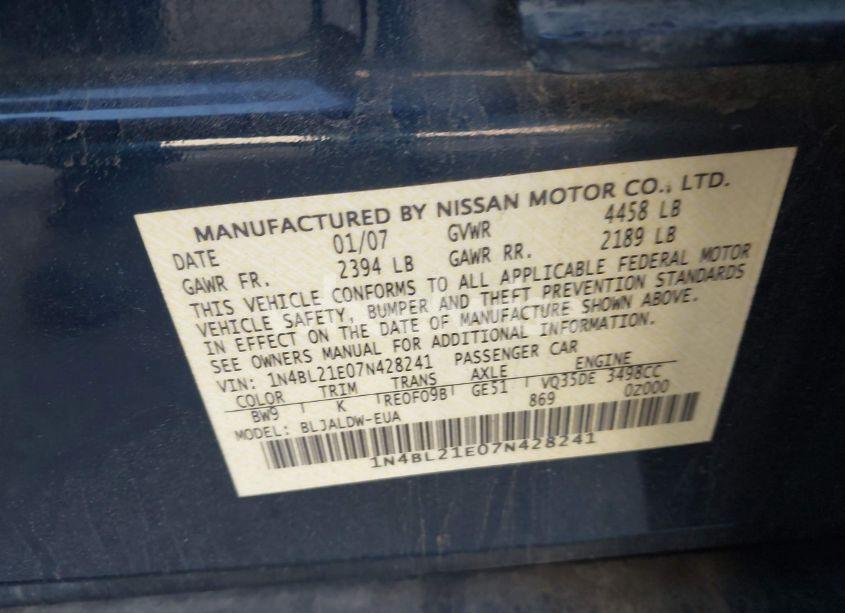 MANUFACTURED BY NISSAN MOTOR CO., LTD.
DATE 01/07 GVWR 4458 LB
GAWR FR. 2394 LB GAWR RR. 2189 LB
THIS VEHICLE CONFORMS TO ALL APPLICABLE FEDERAL MOTOR
VEHICLE SAFETY, BUMPER AND THEFT PREVENTION STANDARDS
IN EFFECT ON THE DATE OF MANUFACTURE SHOWN ABOVE.
SEE OWNERS MANUAL FOR ADDITIONAL INFORMATION.
VIN: 1N4BL21E07N428241 PASSENGER CAR
COLOR TRIM TRANS AXLE ENGINE
BW9 K RE0F09B GE51 VQ35DE 3498CC
MODEL: BLJALDW-EUA 869 0Z000
1N4BL21E07N428241